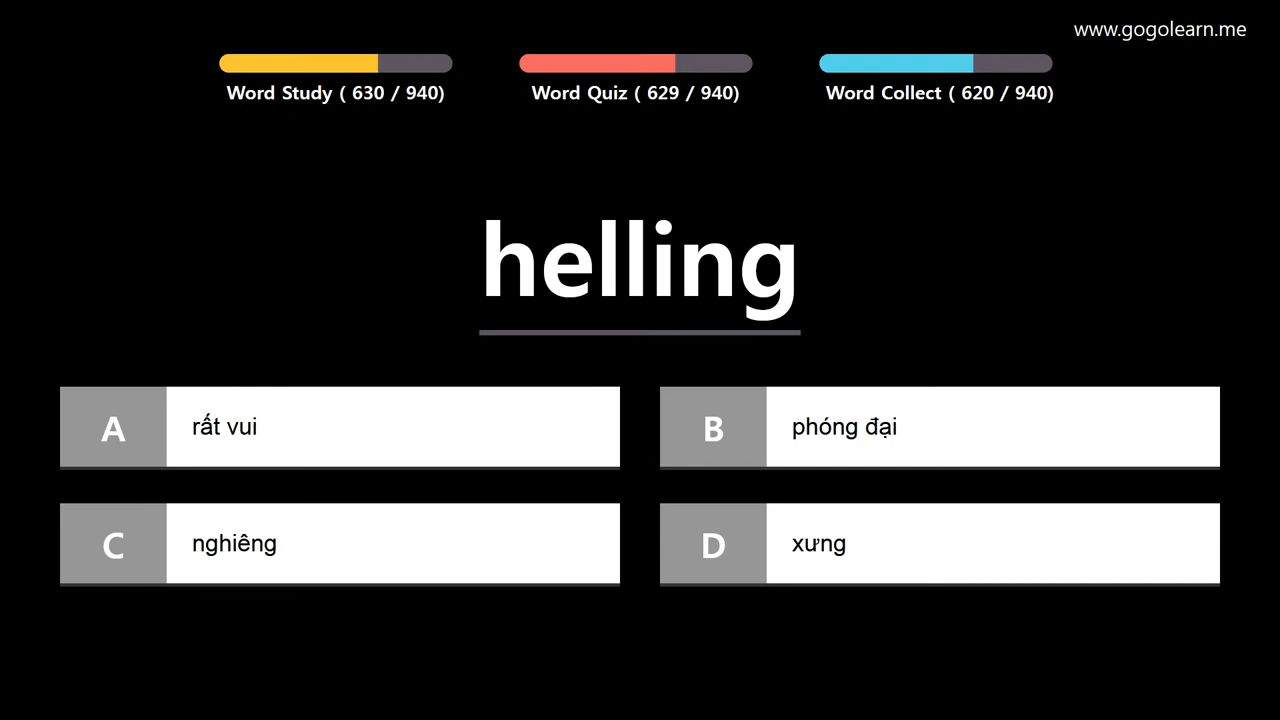 www.gogolearn.me
Word Study ( 630 / 940)
Word Quiz ( 629 / 940)
Word Collect ( 620 / 940)
helling
A rất vui
B phóng đại
C nghiêng
D xưng